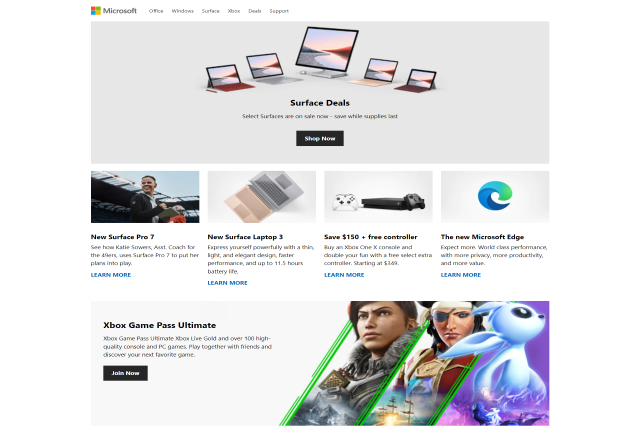 Microsoft Office Windows Surface Xbox Deals Support
Surface Deals
Select Surfaces are on sale now – save while supplies last
Shop Now
New Surface Pro 7
See how Katie Sowers, Asst. Coach for
the 49ers, uses Surface Pro 7 to put her
plans into play.
LEARN MORE
New Surface Laptop 3
Express yourself powerfully with a thin,
light, and elegant design, faster
performance, and up to 11.5 hours
battery life.
LEARN MORE
Save $150 + free controller
Buy an Xbox One X console and
double your fun with a free select extra
controller. Starting at $349.
LEARN MORE
The new Microsoft Edge
Expect more. World class performance,
with more privacy, more productivity,
and more value.
LEARN MORE
Xbox Game Pass Ultimate
Xbox Game Pass Ultimate Xbox Live Gold and over 100 high-
quality console and PC games. Play together with friends and
discover your next favorite game.
Join Now